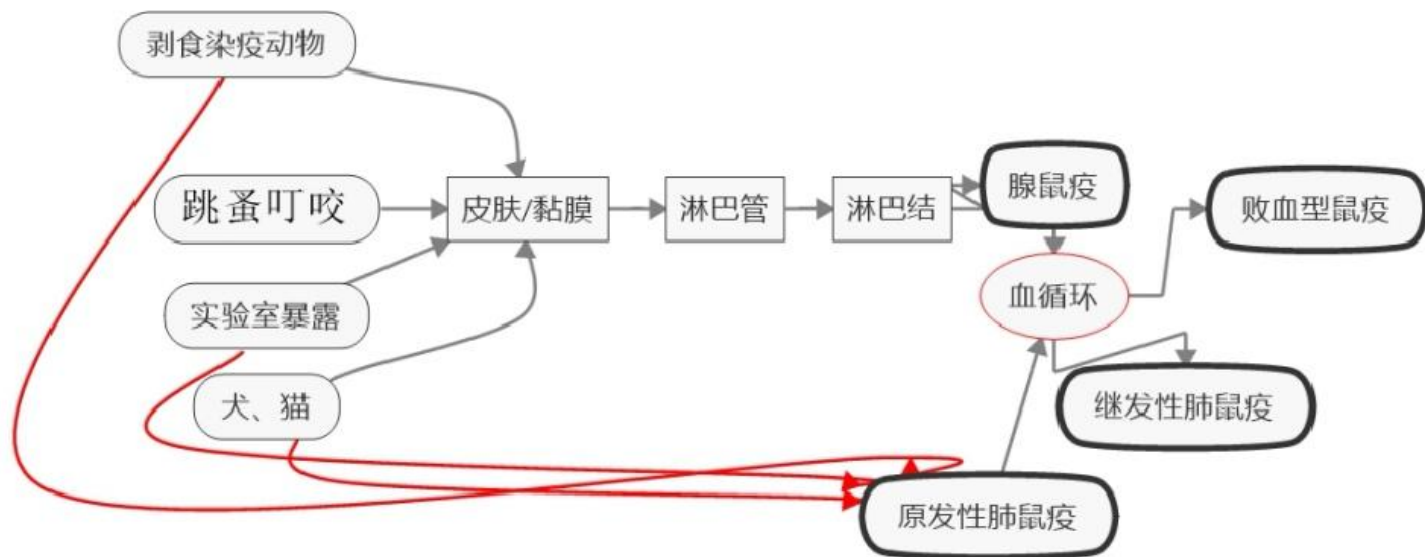 剥食染疫动物
跳蚤叮咬
皮肤/黏膜
淋巴管
淋巴结
腺鼠疫
败血型鼠疫
实验室暴露
血循环
犬、猫
继发性肺鼠疫
原发性肺鼠疫